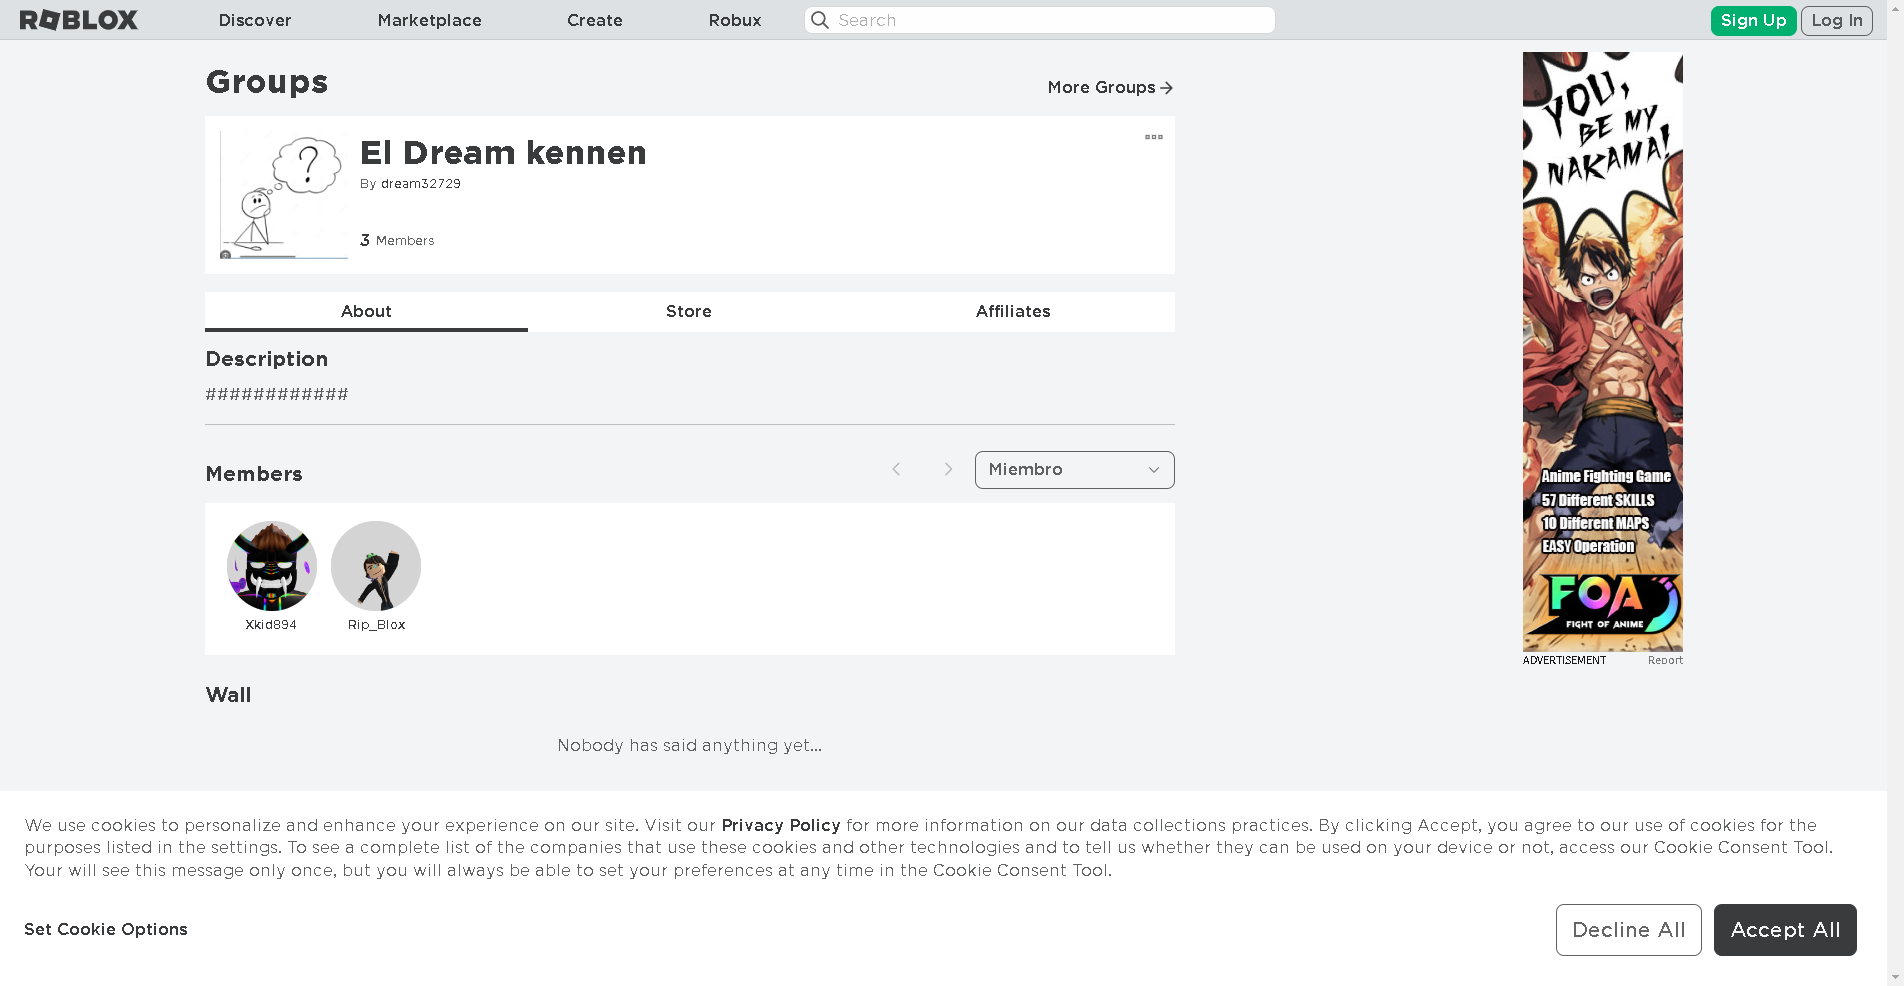 ROBLOX Discover Marketplace Create Robux Search Sign Up Log In
Groups
More Groups
El Dream kennen
By dream32729
3 Members
About Store Affiliates
Description
############
Members
Miembro
Xkid894 Rip_Blox
Wall
Nobody has said anything yet...
YOU,
BE MY
NAKAMA!
Anime Fighting Game
57 Different SKILLS
10 Different MAPS
EASY Operation
FOA
FIGHT OF ANIME
ADVERTISEMENT Report
We use cookies to personalize and enhance your experience on our site. Visit our Privacy Policy for more information on our data collections practices. By clicking Accept, you agree to our use of cookies for the
purposes listed in the settings. To see a complete list of the companies that use these cookies and other technologies and to tell us whether they can be used on your device or not, access our Cookie Consent Tool.
Your will see this message only once, but you will always be able to set your preferences at any time in the Cookie Consent Tool.
Set Cookie Options
Decline All Accept All